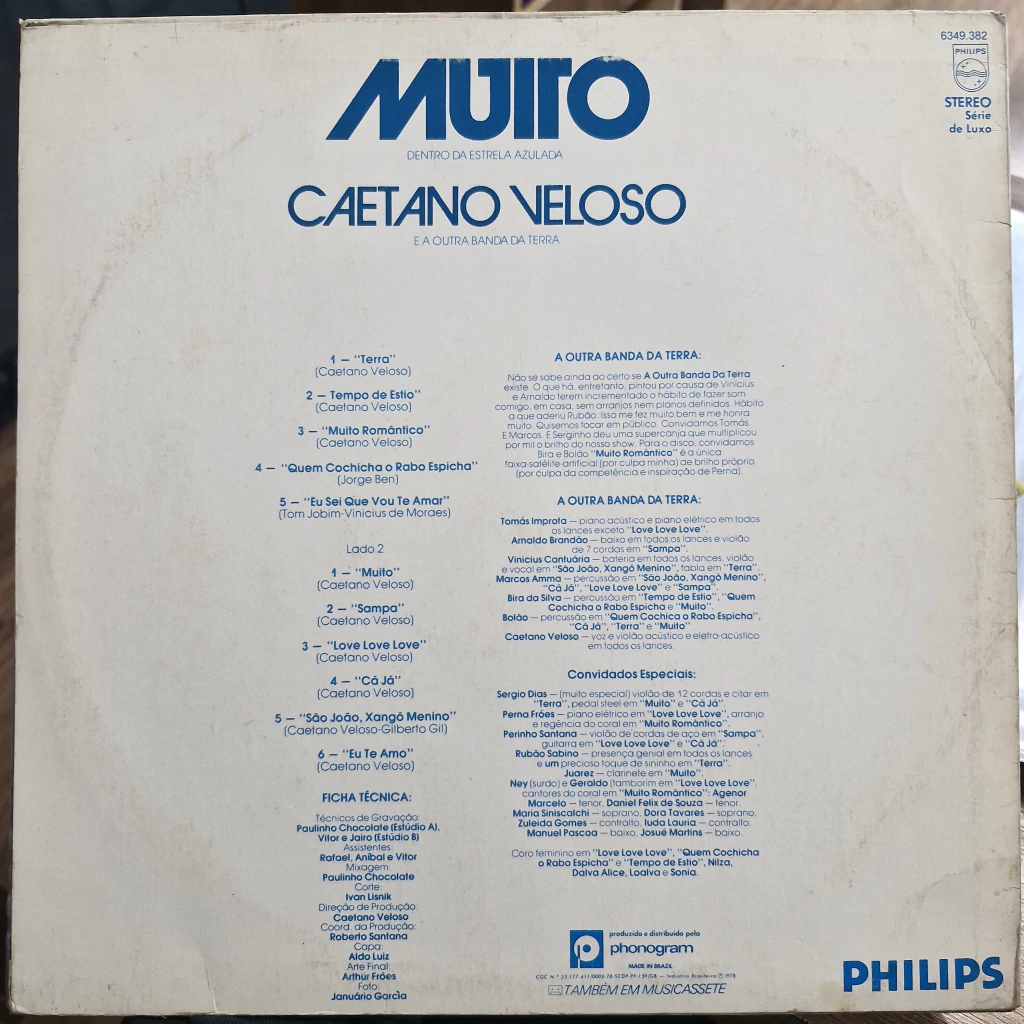 6349.382
PHILIPS
STEREO
Série
de Luxo
MUITO
DENTRO DA ESTRELA AZULADA
CAETANO VELOSO
E A OUTRA BANDA DA TERRA
1 — "Terra"
(Caetano Veloso)
2 — Tempo de Estio"
(Caetano Veloso)
3 — "Muito Romântico"
(Caetano Veloso)
4 — "Quem Cochicha o Rabo Espicha"
(Jorge Ben)
5 — "Eu Sei Que Vou Te Amar"
(Tom Jobim-Vinicius de Moraes)
Lado 2
1 — "Muito"
(Caetano Veloso)
2 — "Sampa"
(Caetano Veloso)
3 — "Love Love Love"
(Caetano Veloso)
4 — "Cá Já"
(Caetano Veloso)
5 — "São João, Xangô Menino"
(Caetano Veloso-Gilberto Gil)
6 — "Eu Te Amo"
(Caetano Veloso)
FICHA TÉCNICA:
Técnicos de Gravação:
Paulinho Chocolate (Estúdio A),
Vitor e Jairo (Estúdio B)
Assistentes:
Rafael, Aníbal e Vitor
Mixagem:
Paulinho Chocolate
Corte:
Ivan Lisnik
Direção de Produção:
Caetano Veloso
Coord. da Produção:
Roberto Santana
Capa:
Aldo Luiz
Arte Final:
Arthur Fróes
Foto:
Januário Garcia
A OUTRA BANDA DA TERRA:
Não se sabe ainda ao certo se A Outra Banda Da Terra
existe. O que há, entretanto, pintou por causa de Vinicius
e Arnaldo terem incrementado o hábito de fazer som
comigo, em casa, sem arranjos nem planos definidos. Hábito
a que aderiu Rubão. Isso me fez muito bem e me honra
muito. Quisemos tocar em público. Convidamos Tomás
E Marcos. E Serginho deu uma supercanja que multiplicou
por mil o brilho do nosso show. Para o disco, convidamos
Bira e Bolão "Muito Romântico" é a única
faixa-satélite-artificial (por culpa minha) de brilho próprio
(por culpa da competência e inspiração de Perna).
A OUTRA BANDA DA TERRA:
Tomás Improta — piano acústico e piano elétrico em todos
os lances exceto "Love Love Love".
Arnaldo Brandão — baixo em todos os lances e violão
de 7 cordas em "Sampa".
Vinicius Cantuária — bateria em todos os lances, violão
e vocal em "São João, Xangô Menino", tabla em "Terra".
Marcos Amma — percussão em "São João, Xangô Menino",
"Cá Já", "Love Love Love" e "Sampa".
Bira da Silva — percussão em "Tempo de Estio", "Quem
Cochicha o Rabo Espicha e "Muito".
Bolão — percussão em "Quem Cochica o Rabo Espicha",
"Cá Já", "Terra" e "Muito"
Caetano Veloso — voz e violão acústico e eletro-acústico
em todos os lances.
Convidados Especiais:
Sergio Dias — (muito especial) violão de 12 cordas e citar em
"Terra", pedal steel em "Muito" e "Cá Já".
Perna Fróes — piano elétrico em "Love Love Love", arranjo
e regência do coral em "Muito Romântico".
Perinho Santana — violão de cordas de aço em "Sampa",
guitarra em "Love Love Love" e "Cá Já".
Rubão Sabino — presença genial em todos os lances
e um precioso toque de sininho em "Terra".
Juarez — clarinete em "Muito".
Ney (surdo) e Geraldo (tamborim em "Love Love Love".
cantores do coral em "Muito Romântico": Agenor
Marcelo — tenor, Daniel Felix de Souza — tenor.
Maria Siniscalchi — soprano, Dora Tavares — soprano,
Zuleida Gomes — contralto, Iuda Lauria — contralto,
Manuel Pascoa — baixo, Josué Martins — baixo.
Coro feminino em "Love Love Love", "Quem Cochicha
o Rabo Espicha" e "Tempo de Estio", Nilza,
Dalva Alice, Loalva e Sonia.
produzido e distribuido pela
phonogram
MADE IN BRAZIL
CGC N.º 33.177.411/0003-70-SCDP-PF-159/GB — Indústria Brasileira ℗ 1978
TAMBÉM EM MUSICASSETE
PHILIPS